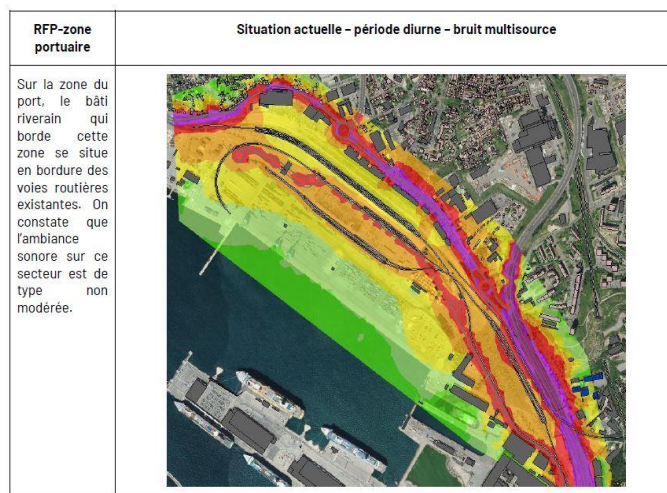 RFP-zone
portuaire
Situation actuelle – période diurne – bruit multisource
Sur la zone du
port, le bâti
riverain qui
borde cette
zone se situe
en bordure des
voies routières
existantes. On
constate que
l'ambiance
sonore sur ce
secteur est de
type non
modérée.